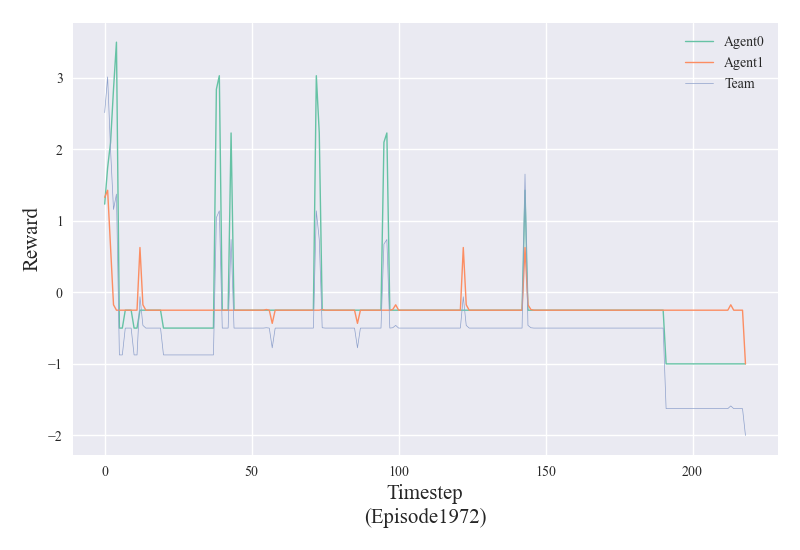 Agent0
Agent1
Team
Reward
3
2
1
0
−1
−2
0
50
100
150
200
Timestep
(Episode1972)